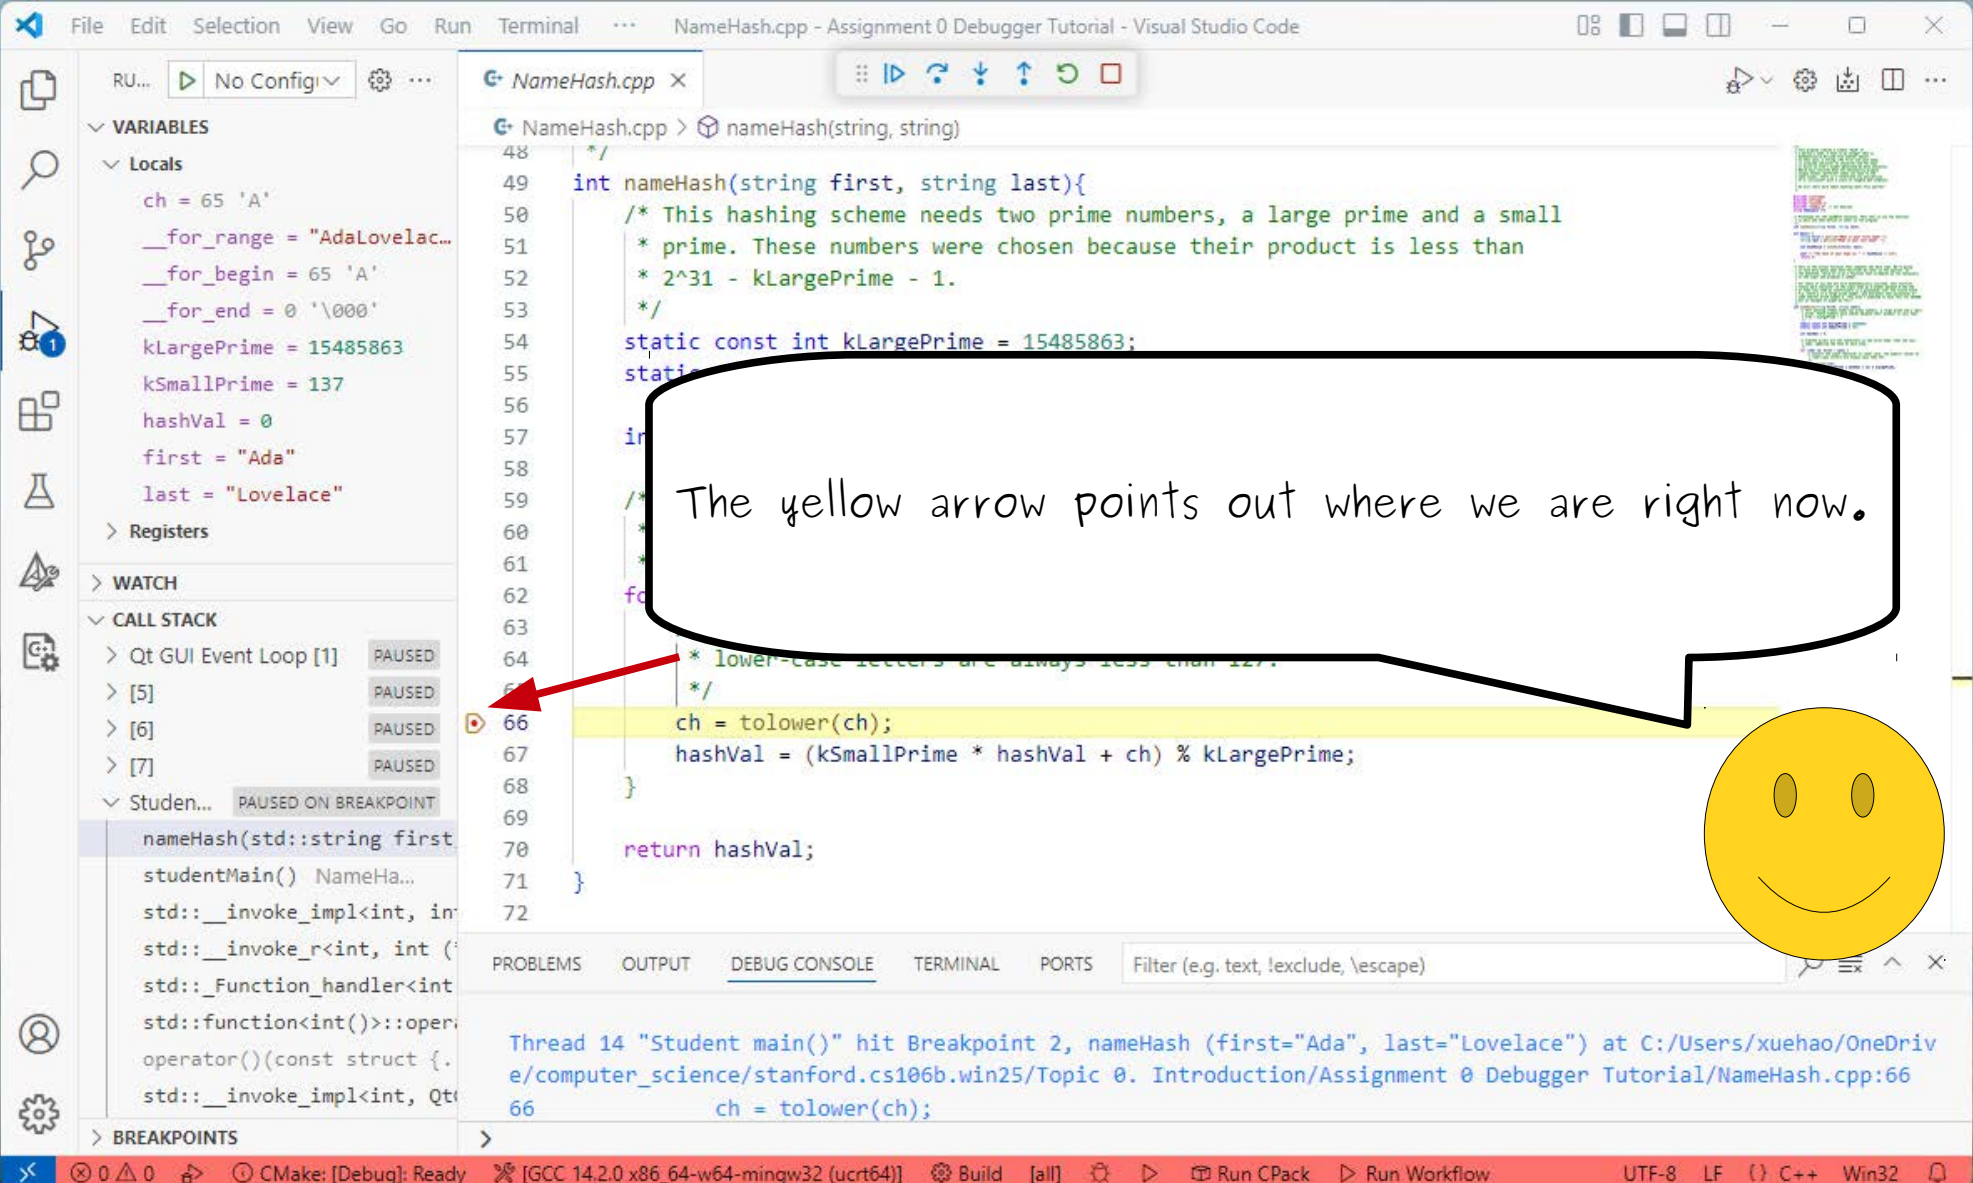 File Edit Selection View Go Run Terminal ··· NameHash.cpp - Assignment 0 Debugger Tutorial - Visual Studio Code
RU... No Config
NameHash.cpp
VARIABLES
NameHash.cpp > nameHash(string, string)
Locals
ch = 65 'A'
__for_range = "AdaLovelac...
__for_begin = 65 'A'
__for_end = 0 '\000'
kLargePrime = 15485863
kSmallPrime = 137
hashVal = 0
first = "Ada"
last = "Lovelace"
Registers
WATCH
CALL STACK
Qt GUI Event Loop [1] PAUSED
[5] PAUSED
[6] PAUSED
[7] PAUSED
Studen... PAUSED ON BREAKPOINT
nameHash(std::string first
studentMain() NameHa...
std::__invoke_impl<int, in
std::__invoke_r<int, int (
std::_Function_handler<int
std::function<int()>::oper
operator()(const struct {.
std::__invoke_impl<int, Qt
BREAKPOINTS
48 */
49 int nameHash(string first, string last){
50 /* This hashing scheme needs two prime numbers, a large prime and a small
51 * prime. These numbers were chosen because their product is less than
52 * 2^31 - kLargePrime - 1.
53 */
54 static const int kLargePrime = 15485863;
55 static
56
57
58
59 /*
60 *
61 *
62
63
64 * lower-case letters are always less than 127.
*/
66 ch = tolower(ch);
67 hashVal = (kSmallPrime * hashVal + ch) % kLargePrime;
68 }
69
70 return hashVal;
71 }
72
The yellow arrow points out where we are right now.
PROBLEMS OUTPUT DEBUG CONSOLE TERMINAL PORTS Filter (e.g. text, !exclude, \escape)
Thread 14 "Student main()" hit Breakpoint 2, nameHash (first="Ada", last="Lovelace") at C:/Users/xuehao/OneDriv
e/computer_science/stanford.cs106b.win25/Topic 0. Introduction/Assignment 0 Debugger Tutorial/NameHash.cpp:66
66 ch = tolower(ch);
>
0 0 CMake: [Debug]: Ready [GCC 14.2.0 x86_64-w64-mingw32 (ucrt64)] Build [all] Run CPack Run Workflow UTF-8 LF {} C++ Win32